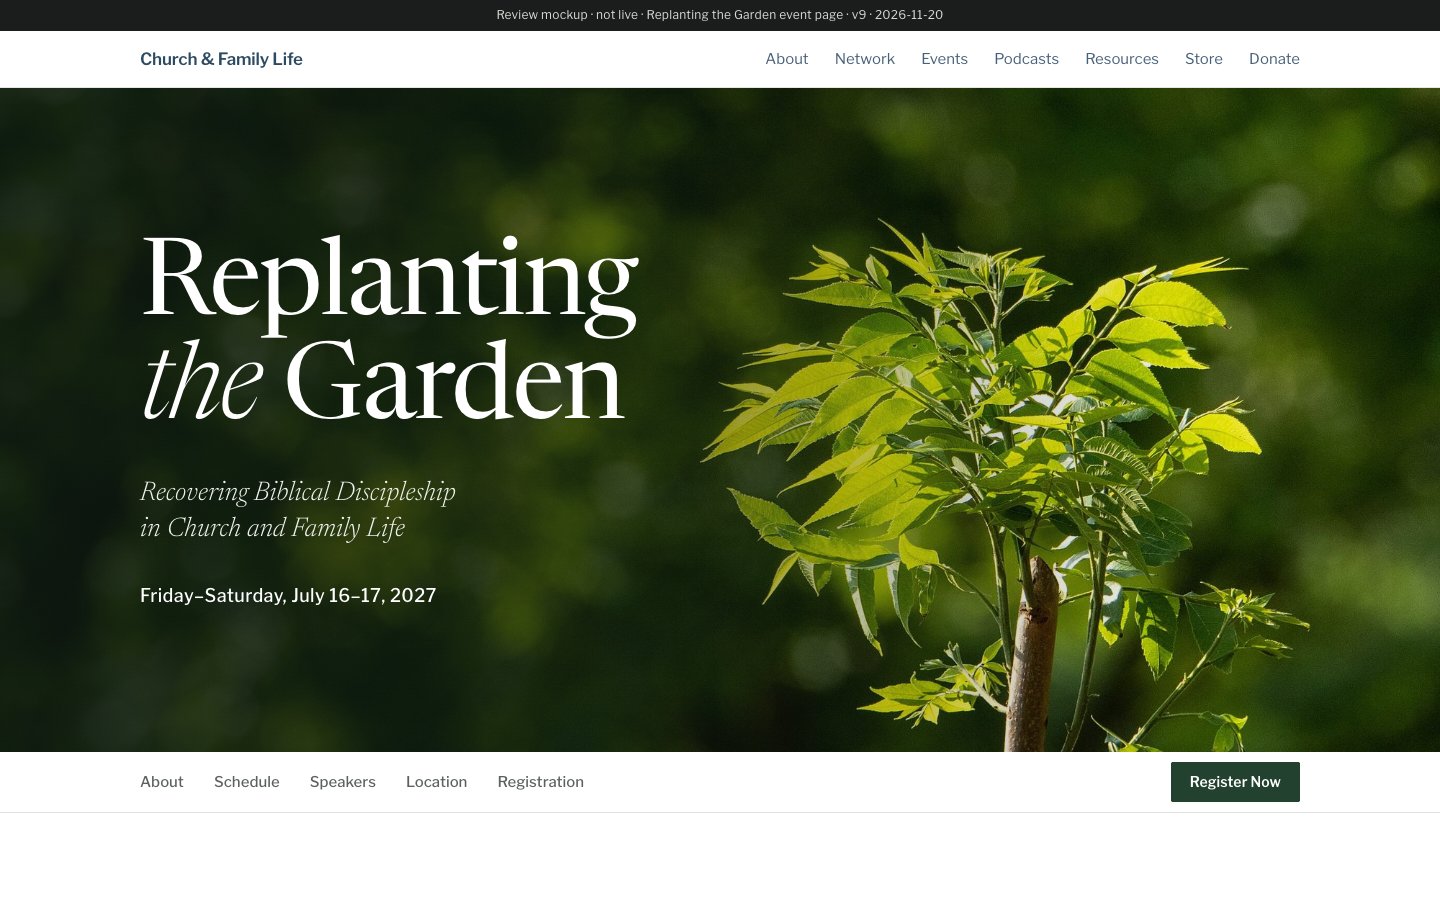 Review mockup · not live · Replanting the Garden event page · v9 · 2026-11-20
Church & Family Life
About
Network
Events
Podcasts
Resources
Store
Donate
Replanting
the Garden
Recovering Biblical Discipleship
in Church and Family Life
Friday–Saturday, July 16–17, 2027
About
Schedule
Speakers
Location
Registration
Register Now